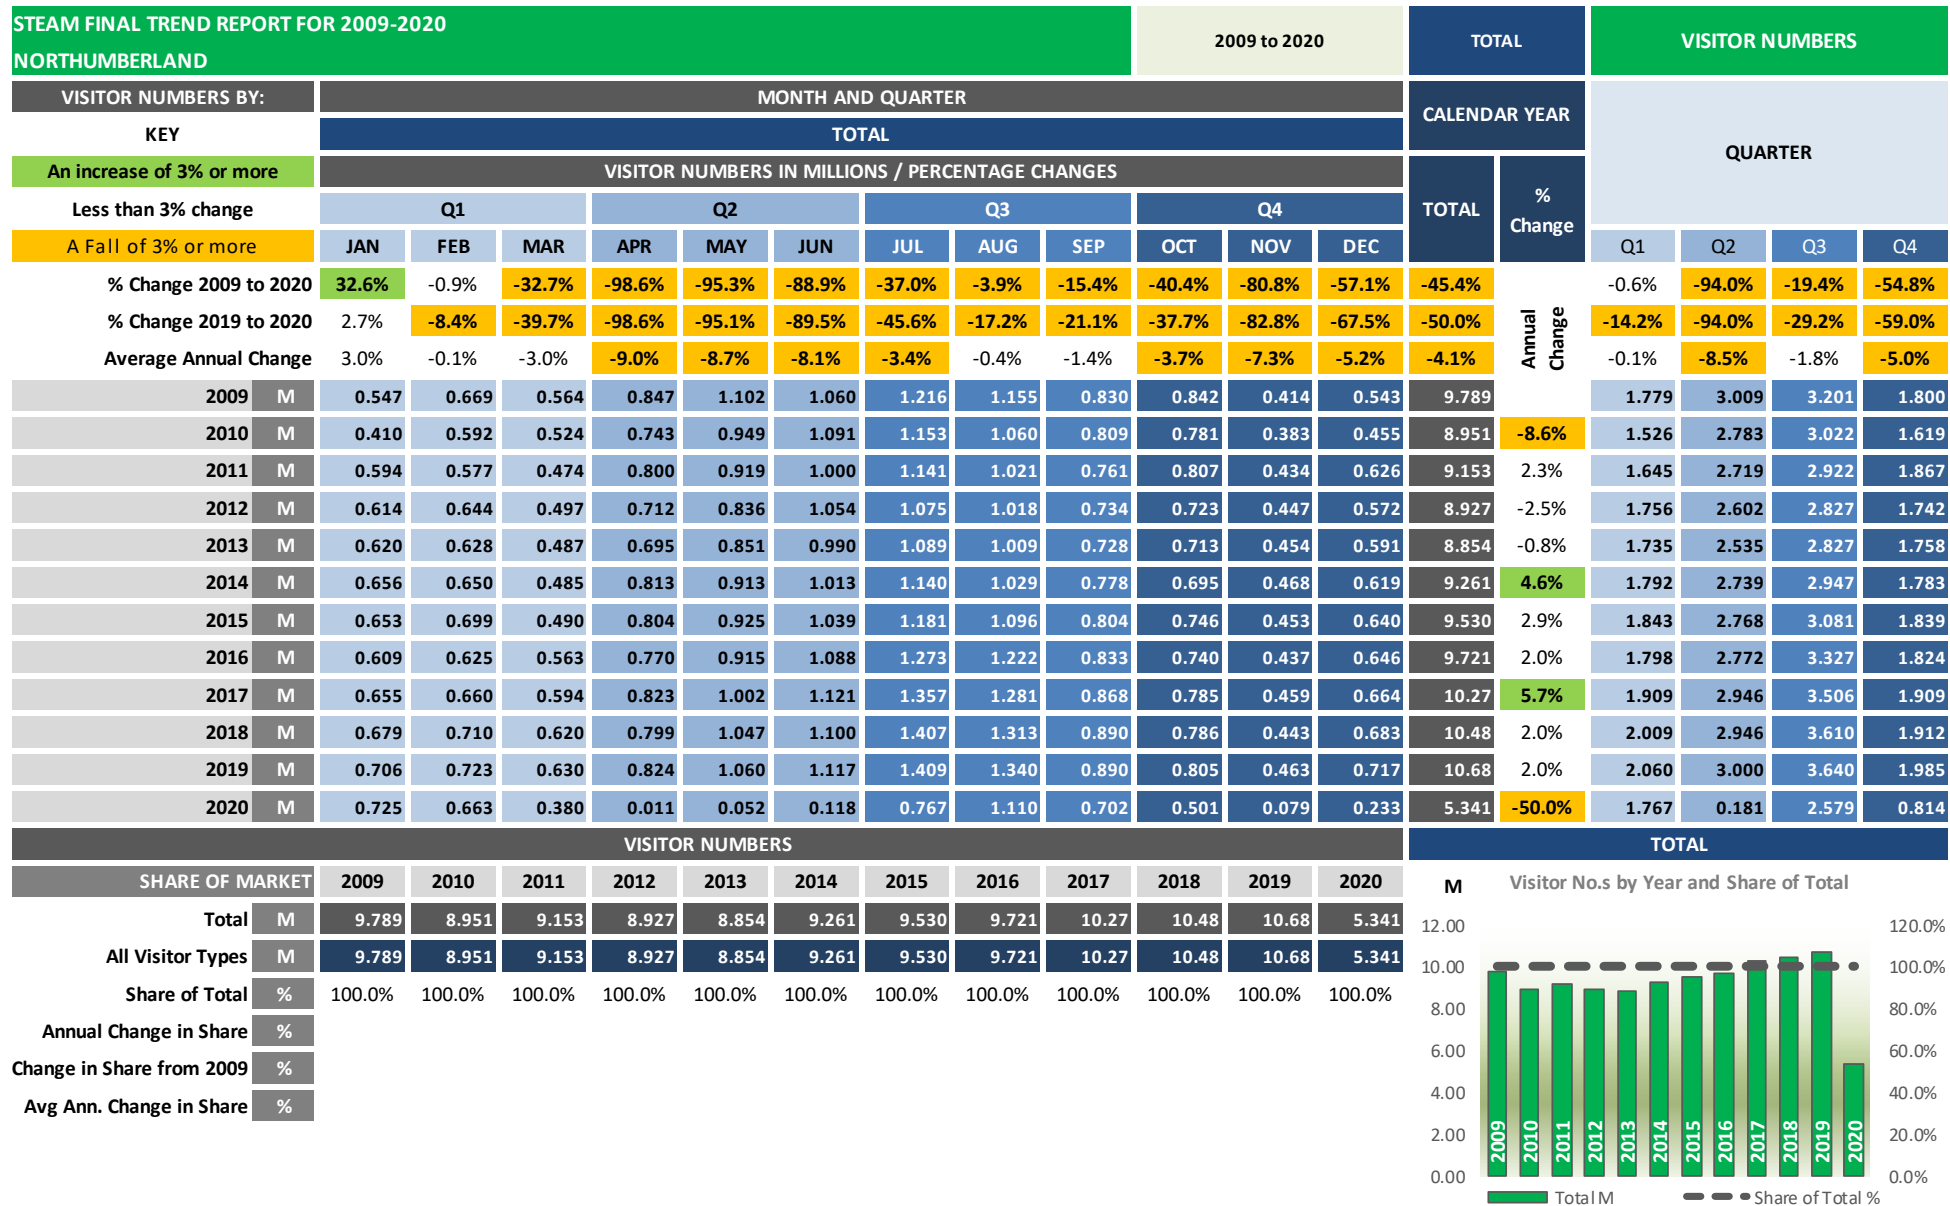 STEAM FINAL TREND REPORT FOR 2009-2020
NORTHUMBERLAND
2009 to 2020
TOTAL
VISITOR NUMBERS
VISITOR NUMBERS BY:
MONTH AND QUARTER
CALENDAR YEAR
QUARTER
KEY
TOTAL
An increase of 3% or more
VISITOR NUMBERS IN MILLIONS / PERCENTAGE CHANGES
TOTAL
% Change
Less than 3% change
Q1 Q2 Q3 Q4
A Fall of 3% or more
JAN FEB MAR APR MAY JUN JUL AUG SEP OCT NOV DEC Q1 Q2 Q3 Q4
% Change 2009 to 2020 32.6% -0.9% -32.7% -98.6% -95.3% -88.9% -37.0% -3.9% -15.4% -40.4% -80.8% -57.1% -45.4% -0.6% -94.0% -19.4% -54.8%
% Change 2019 to 2020 2.7% -8.4% -39.7% -98.6% -95.1% -89.5% -45.6% -17.2% -21.1% -37.7% -82.8% -67.5% -50.0% -14.2% -94.0% -29.2% -59.0%
Average Annual Change 3.0% -0.1% -3.0% -9.0% -8.7% -8.1% -3.4% -0.4% -1.4% -3.7% -7.3% -5.2% -4.1% -0.1% -8.5% -1.8% -5.0%
Annual Change
2009 M 0.547 0.669 0.564 0.847 1.102 1.060 1.216 1.155 0.830 0.842 0.414 0.543 9.789 1.779 3.009 3.201 1.800
2010 M 0.410 0.592 0.524 0.743 0.949 1.091 1.153 1.060 0.809 0.781 0.383 0.455 8.951 -8.6% 1.526 2.783 3.022 1.619
2011 M 0.594 0.577 0.474 0.800 0.919 1.000 1.141 1.021 0.761 0.807 0.434 0.626 9.153 2.3% 1.645 2.719 2.922 1.867
2012 M 0.614 0.644 0.497 0.712 0.836 1.054 1.075 1.018 0.734 0.723 0.447 0.572 8.927 -2.5% 1.756 2.602 2.827 1.742
2013 M 0.620 0.628 0.487 0.695 0.851 0.990 1.089 1.009 0.728 0.713 0.454 0.591 8.854 -0.8% 1.735 2.535 2.827 1.758
2014 M 0.656 0.650 0.485 0.813 0.913 1.013 1.140 1.029 0.778 0.695 0.468 0.619 9.261 4.6% 1.792 2.739 2.947 1.783
2015 M 0.653 0.699 0.490 0.804 0.925 1.039 1.181 1.096 0.804 0.746 0.453 0.640 9.530 2.9% 1.843 2.768 3.081 1.839
2016 M 0.609 0.625 0.563 0.770 0.915 1.088 1.273 1.222 0.833 0.740 0.437 0.646 9.721 2.0% 1.798 2.772 3.327 1.824
2017 M 0.655 0.660 0.594 0.823 1.002 1.121 1.357 1.281 0.868 0.785 0.459 0.664 10.27 5.7% 1.909 2.946 3.506 1.909
2018 M 0.679 0.710 0.620 0.799 1.047 1.100 1.407 1.313 0.890 0.786 0.443 0.683 10.48 2.0% 2.009 2.946 3.610 1.912
2019 M 0.706 0.723 0.630 0.824 1.060 1.117 1.409 1.340 0.890 0.805 0.463 0.717 10.68 2.0% 2.060 3.000 3.640 1.985
2020 M 0.725 0.663 0.380 0.011 0.052 0.118 0.767 1.110 0.702 0.501 0.079 0.233 5.341 -50.0% 1.767 0.181 2.579 0.814
VISITOR NUMBERS
TOTAL
SHARE OF MARKET 2009 2010 2011 2012 2013 2014 2015 2016 2017 2018 2019 2020
Total M 9.789 8.951 9.153 8.927 8.854 9.261 9.530 9.721 10.27 10.48 10.68 5.341
All Visitor Types M 9.789 8.951 9.153 8.927 8.854 9.261 9.530 9.721 10.27 10.48 10.68 5.341
Share of Total % 100.0% 100.0% 100.0% 100.0% 100.0% 100.0% 100.0% 100.0% 100.0% 100.0% 100.0% 100.0%
Annual Change in Share %
Change in Share from 2009 %
Avg Ann. Change in Share %
M Visitor No.s by Year and Share of Total
12.00 120.0%
10.00 100.0%
8.00 80.0%
6.00 60.0%
4.00 40.0%
2.00 20.0%
0.00 0.0%
2009 2010 2011 2012 2013 2014 2015 2016 2017 2018 2019 2020
Total M Share of Total %